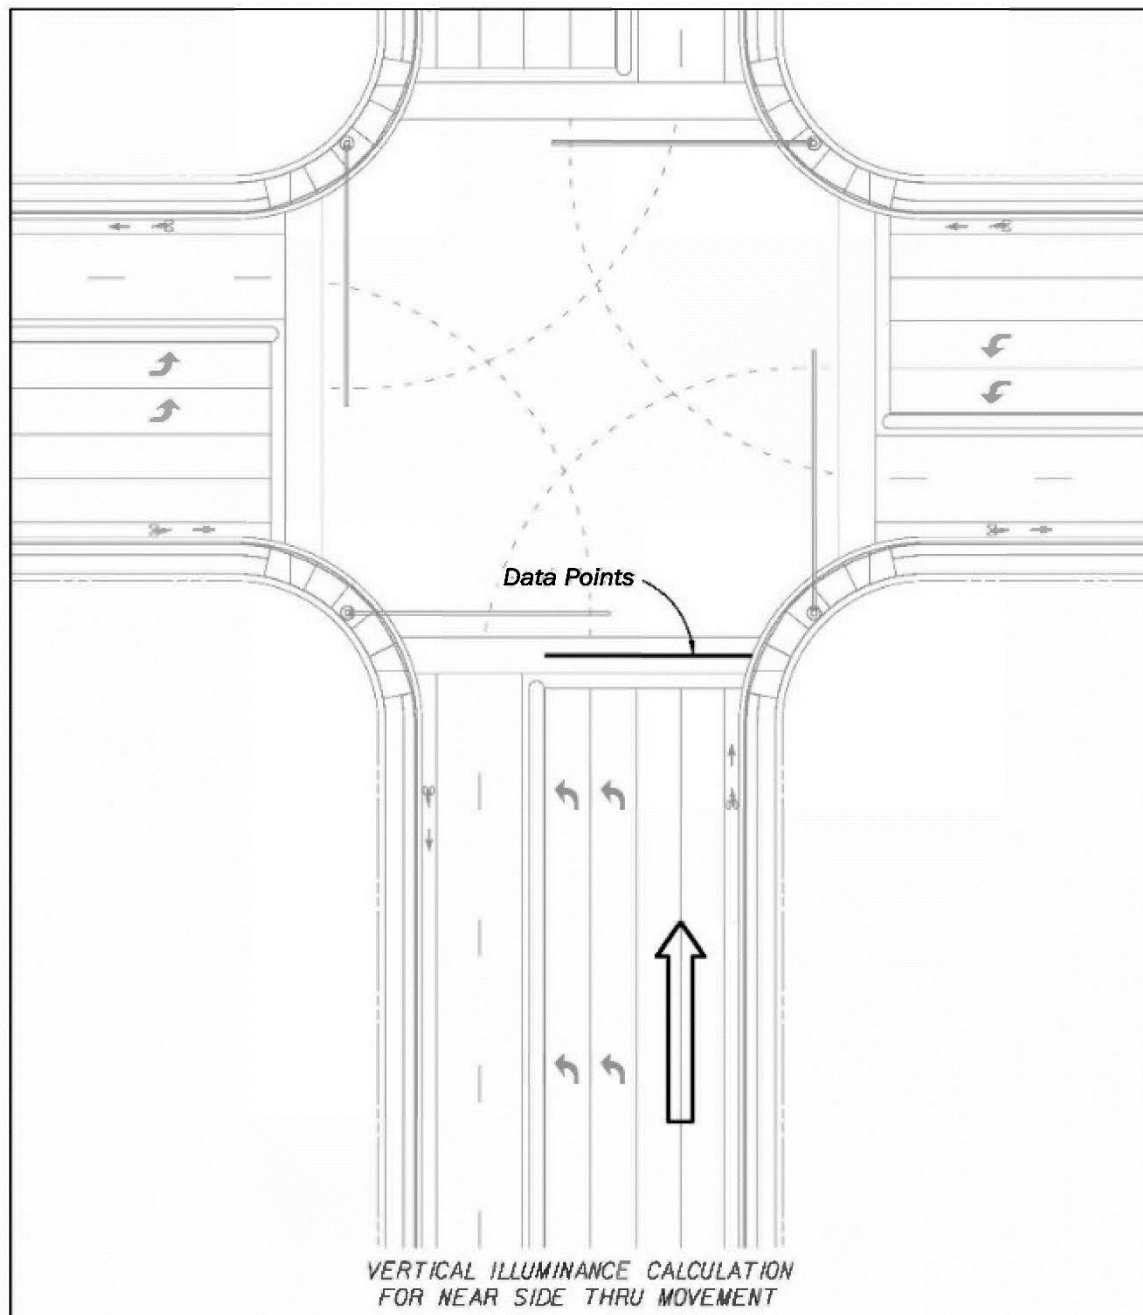 Data Points
VERTICAL ILLUMINANCE CALCULATION
FOR NEAR SIDE THRU MOVEMENT